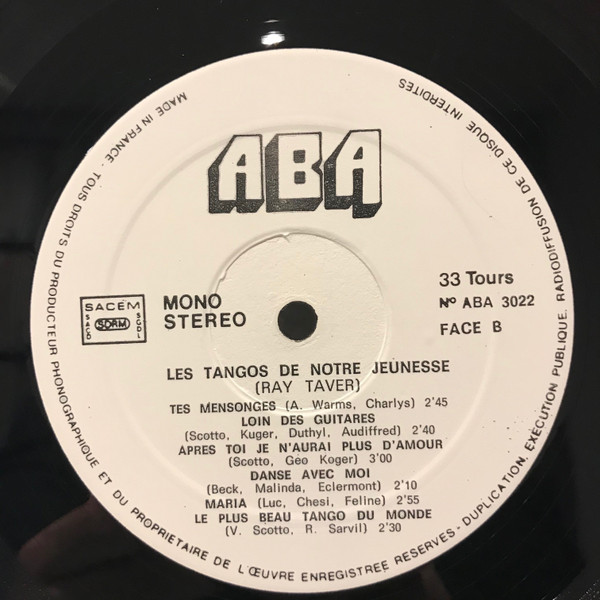 MADE IN FRANCE · TOUS DROITS DU PRODUCTEUR PHONOGRAPHIQUE ET DU PROPRIETAIRE DE L'ŒUVRE ENREGISTREE RESERVES - DUPLICATION, EXECUTION PUBLIQUE, RADIODIFFUSION DE CE DISQUE INTERDITES
ABA
SACEM
SACD SDRM SGDL
MONO
STEREO
33 Tours
Nº ABA 3022
FACE B
LES TANGOS DE NOTRE JEUNESSE
(RAY TAVER)
TES MENSONGES (A. Warms, Charlys) 2'45
LOIN DES GUITARES
(Scotto, Kuger, Duthyl, Audiffred) 2'40
APRES TOI JE N'AURAI PLUS D'AMOUR
(Scotto, Géo Koger) 3'00
DANSE AVEC MOI
(Beck, Malinda, Eclermont) 2'10
MARIA (Luc, Chesi, Feline) 2'55
LE PLUS BEAU TANGO DU MONDE
(V. Scotto, R. Sarvil) 2'30